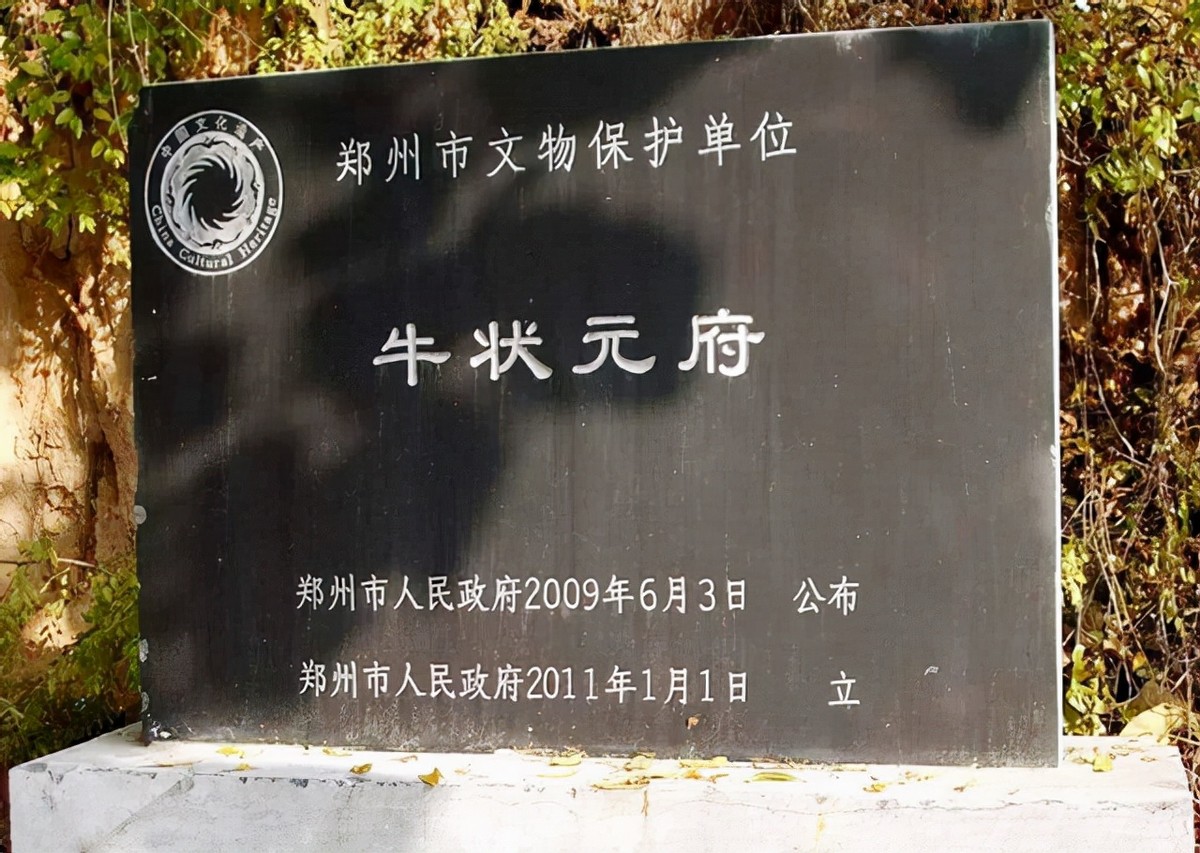 中國文化遗产
China Cultural Heritage
郑州市文物保护单位
牛状元府
郑州市人民政府2009年6月3日 公布
郑州市人民政府2011年1月1日 立